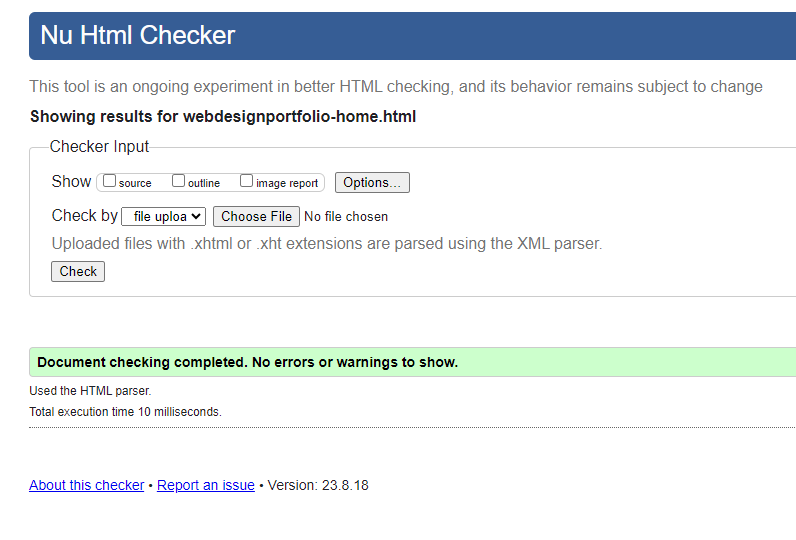 Nu Html Checker
This tool is an ongoing experiment in better HTML checking, and its behavior remains subject to change
Showing results for webdesignportfolio-home.html
Checker Input
Show source outline image report Options...
Check by file uploa Choose File No file chosen
Uploaded files with .xhtml or .xht extensions are parsed using the XML parser.
Check
Document checking completed. No errors or warnings to show.
Used the HTML parser.
Total execution time 10 milliseconds.
About this checker • Report an issue • Version: 23.8.18